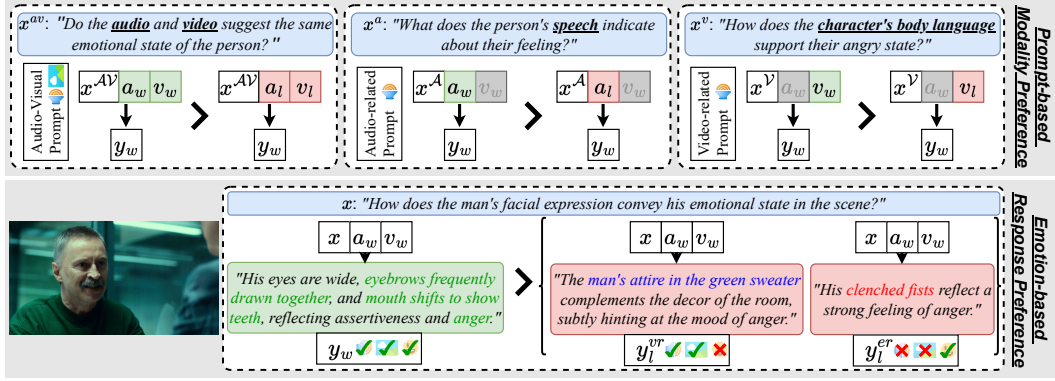 x^{av}: "Do the audio and video suggest the same
emotional state of the person? "
Audio-Visual
Prompt
x^{AV} a_w v_w > x^{AV} a_l v_l
y_w y_w
x^a: "What does the person's speech indicate
about their feeling?"
Audio-related
Prompt
x^A a_w v_w > x^A a_l v_w
y_w y_w
x^v: "How does the character's body language
support their angry state?"
Video-related
Prompt
x^V a_w v_w > x^V a_w v_l
y_w y_w
Prompt-based
Modality Preference
x: "How does the man's facial expression convey his emotional state in the scene?"
x a_w v_w
"His eyes are wide, eyebrows frequently
drawn together, and mouth shifts to show
teeth, reflecting assertiveness and anger."
y_w
>
x a_w v_w
"The man's attire in the green sweater
complements the decor of the room,
subtly hinting at the mood of anger."
y_l^{vr}
x a_w v_w
"His clenched fists reflect a
strong feeling of anger."
y_l^{er}
Emotion-based
Response Preference